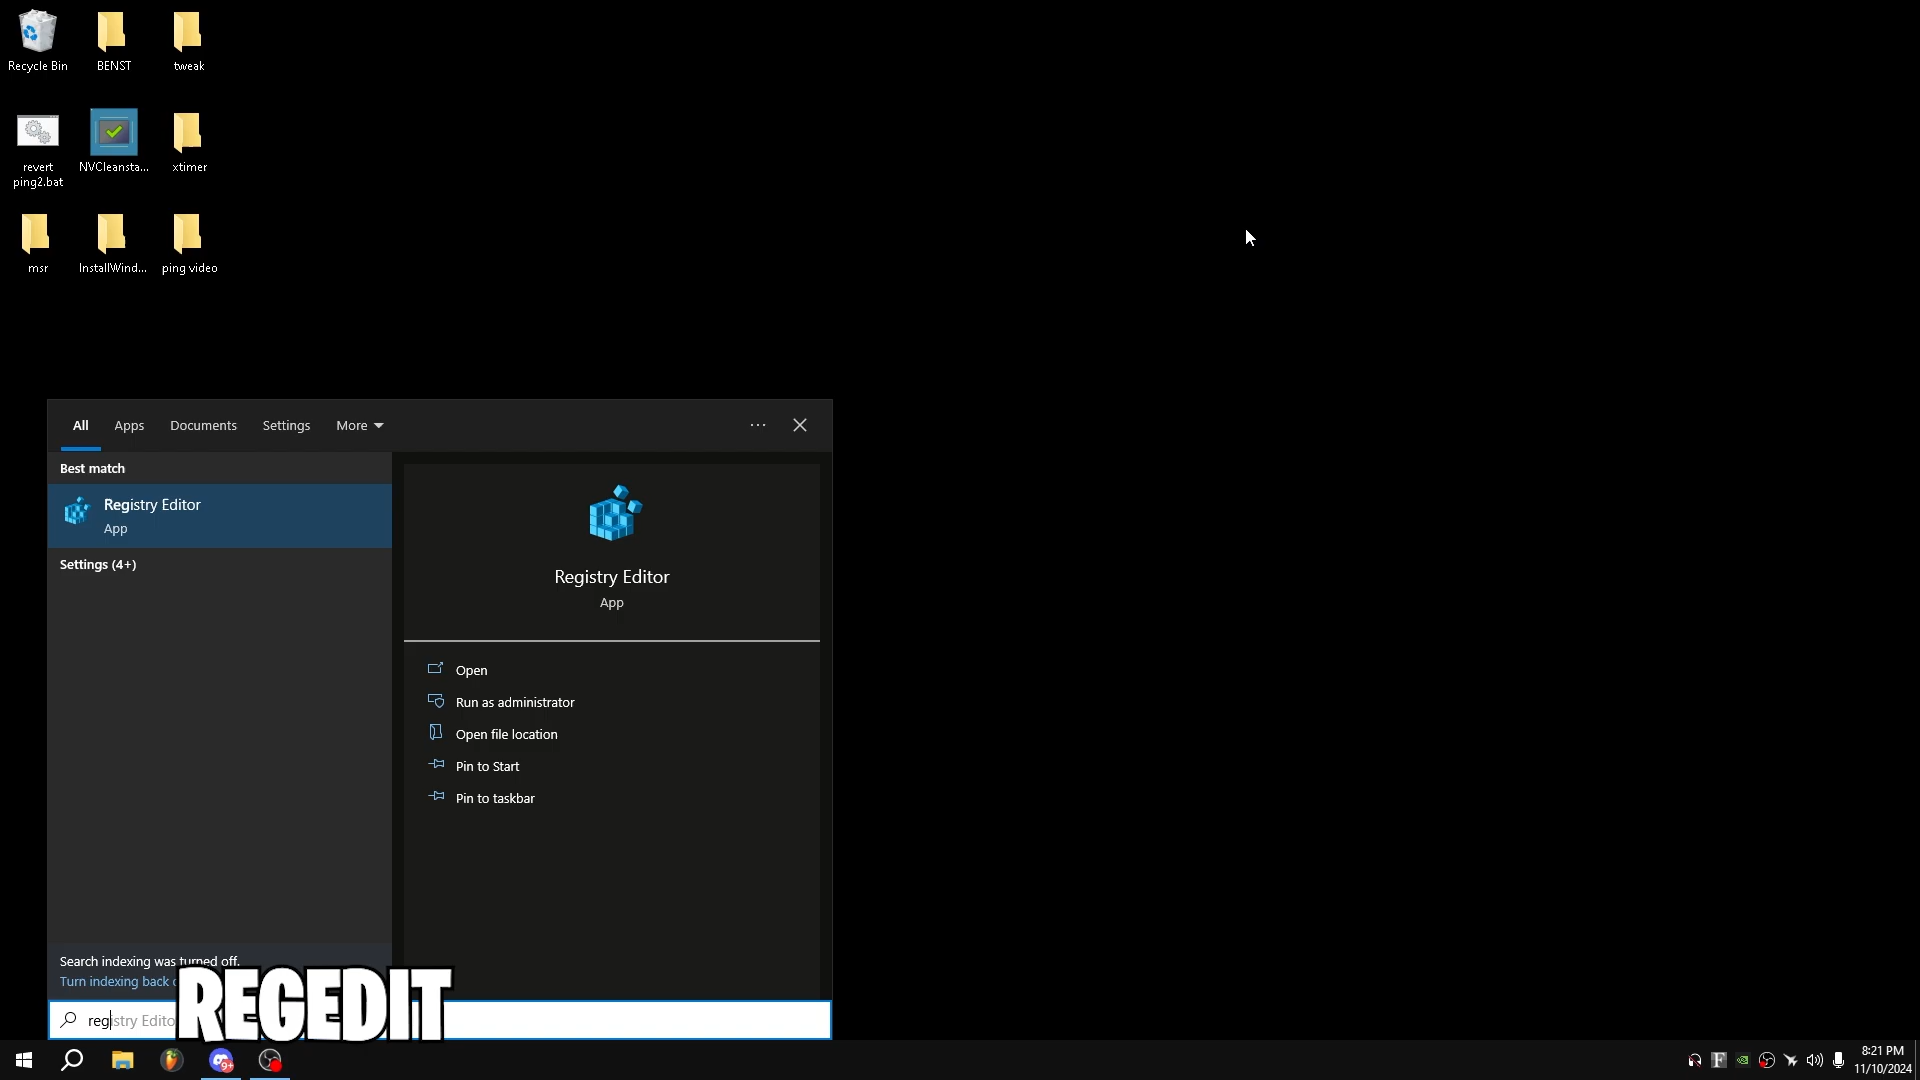 Recycle Bin
BENST
tweak
revert
ping2.bat
NVCleansta...
xtimer
msr
InstallWind...
ping video
All
Apps
Documents
Settings
More
Best match
Registry Editor
App
Settings (4+)
Registry Editor
App
Open
Run as administrator
Open file location
Pin to Start
Pin to taskbar
Search indexing was turned off.
Turn indexing back
registry Edito
REGEDIT
9+
F
8:21 PM
11/10/2024